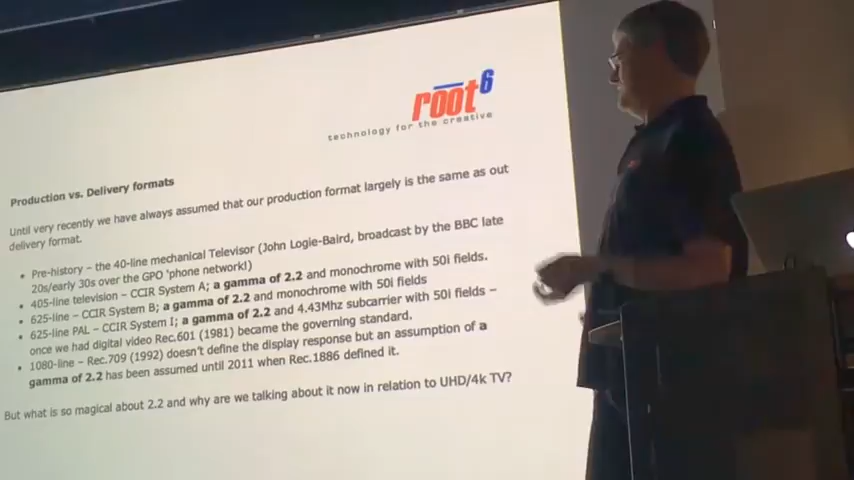 root6
technology for the creative
Production vs. Delivery formats
Until very recently we have always assumed that our production format largely is the same as out
delivery format.
• Pre-history – the 40-line mechanical Televisor (John Logie-Baird, broadcast by the BBC late
20s/early 30s over the GPO 'phone network!)
• 405-line television – CCIR System A; a gamma of 2.2 and monochrome with 50i fields.
• 625-line – CCIR System B; a gamma of 2.2 and monochrome with 50i fields
• 625-line PAL – CCIR System I; a gamma of 2.2 and 4.43Mhz subcarrier with 50i fields –
once we had digital video Rec.601 (1981) became the governing standard.
• 1080-line – Rec.709 (1992) doesn't define the display response but an assumption of a
gamma of 2.2 has been assumed until 2011 when Rec.1886 defined it.
But what is so magical about 2.2 and why are we talking about it now in relation to UHD/4k TV?